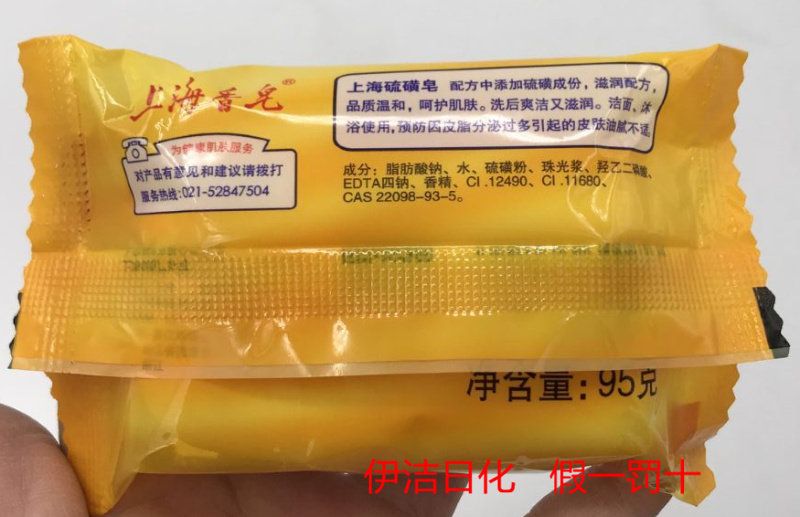 上海香皂®
为健康肌肤服务
对产品有意见和建议请拨打
服务热线:021-52847504
上海硫磺皂 配方中添加硫磺成份，滋润配方，
品质温和，呵护肌肤。洗后爽洁又滋润。洁面、沐
浴使用，预防因皮脂分泌过多引起的皮肤油腻不适。
成分：脂肪酸钠、水、硫磺粉、珠光浆、羟乙二磷酸、
EDTA四钠、香精、CI .12490、CI .11680、
CAS 22098-93-5。
净含量：95克
伊洁日化 假一罚十